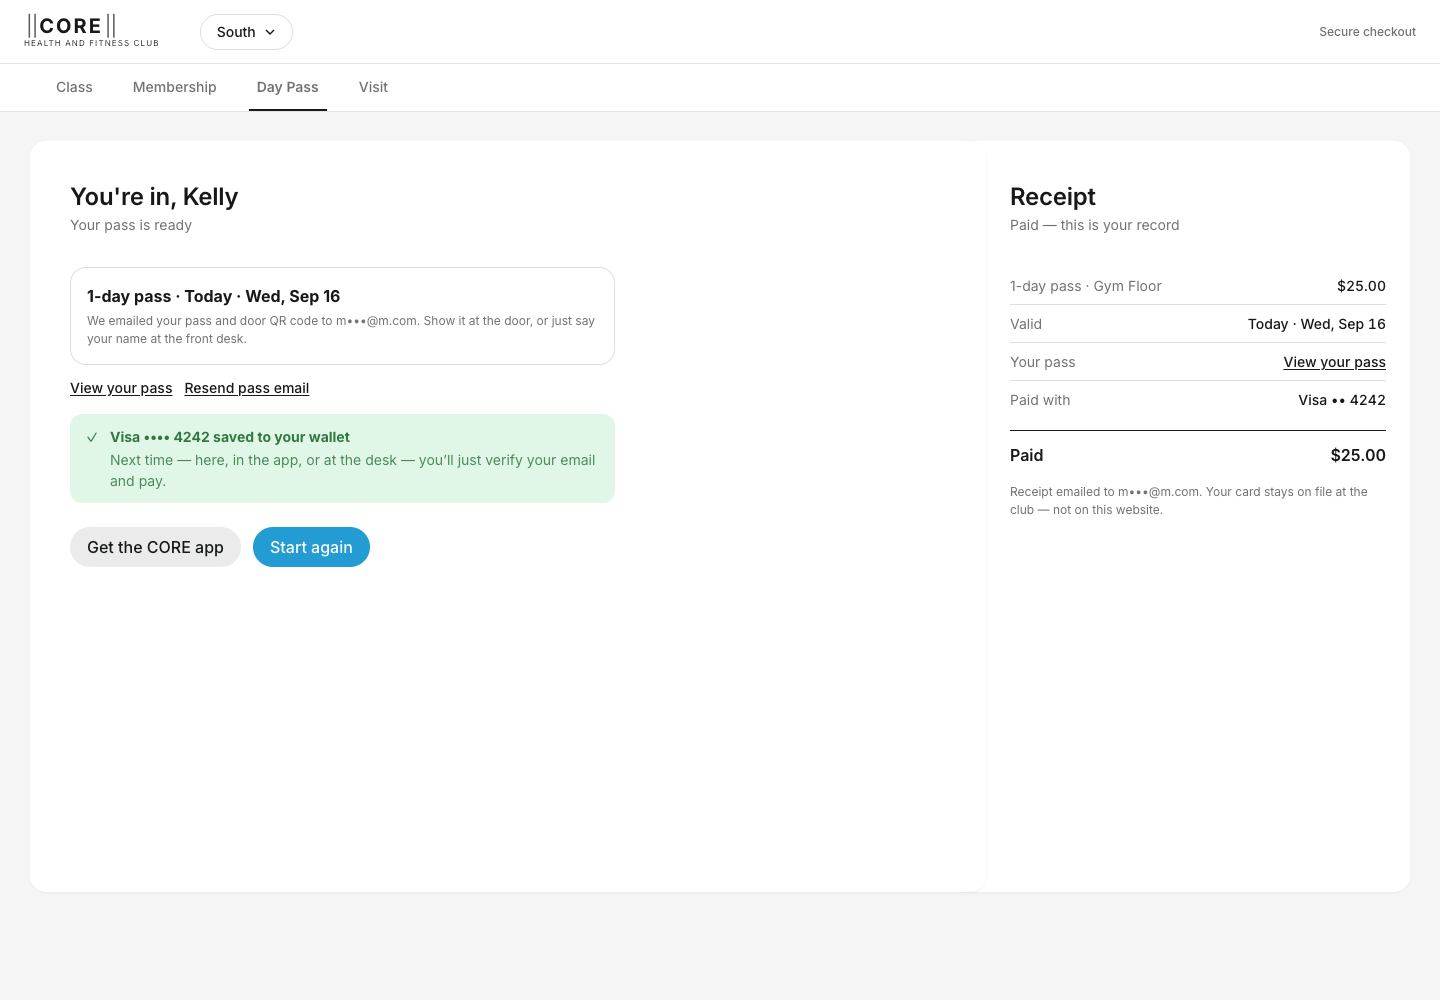 CORE
HEALTH AND FITNESS CLUB
South
Secure checkout
Class
Membership
Day Pass
Visit
You're in, Kelly
Your pass is ready
1-day pass · Today · Wed, Sep 16
We emailed your pass and door QR code to m•••@m.com. Show it at the door, or just say
your name at the front desk.
View your pass
Resend pass email
Visa •••• 4242 saved to your wallet
Next time — here, in the app, or at the desk — you’ll just verify your email
and pay.
Get the CORE app
Start again
Receipt
Paid — this is your record
1-day pass · Gym Floor $25.00
Valid Today · Wed, Sep 16
Your pass View your pass
Paid with Visa •• 4242
Paid $25.00
Receipt emailed to m•••@m.com. Your card stays on file at the
club — not on this website.